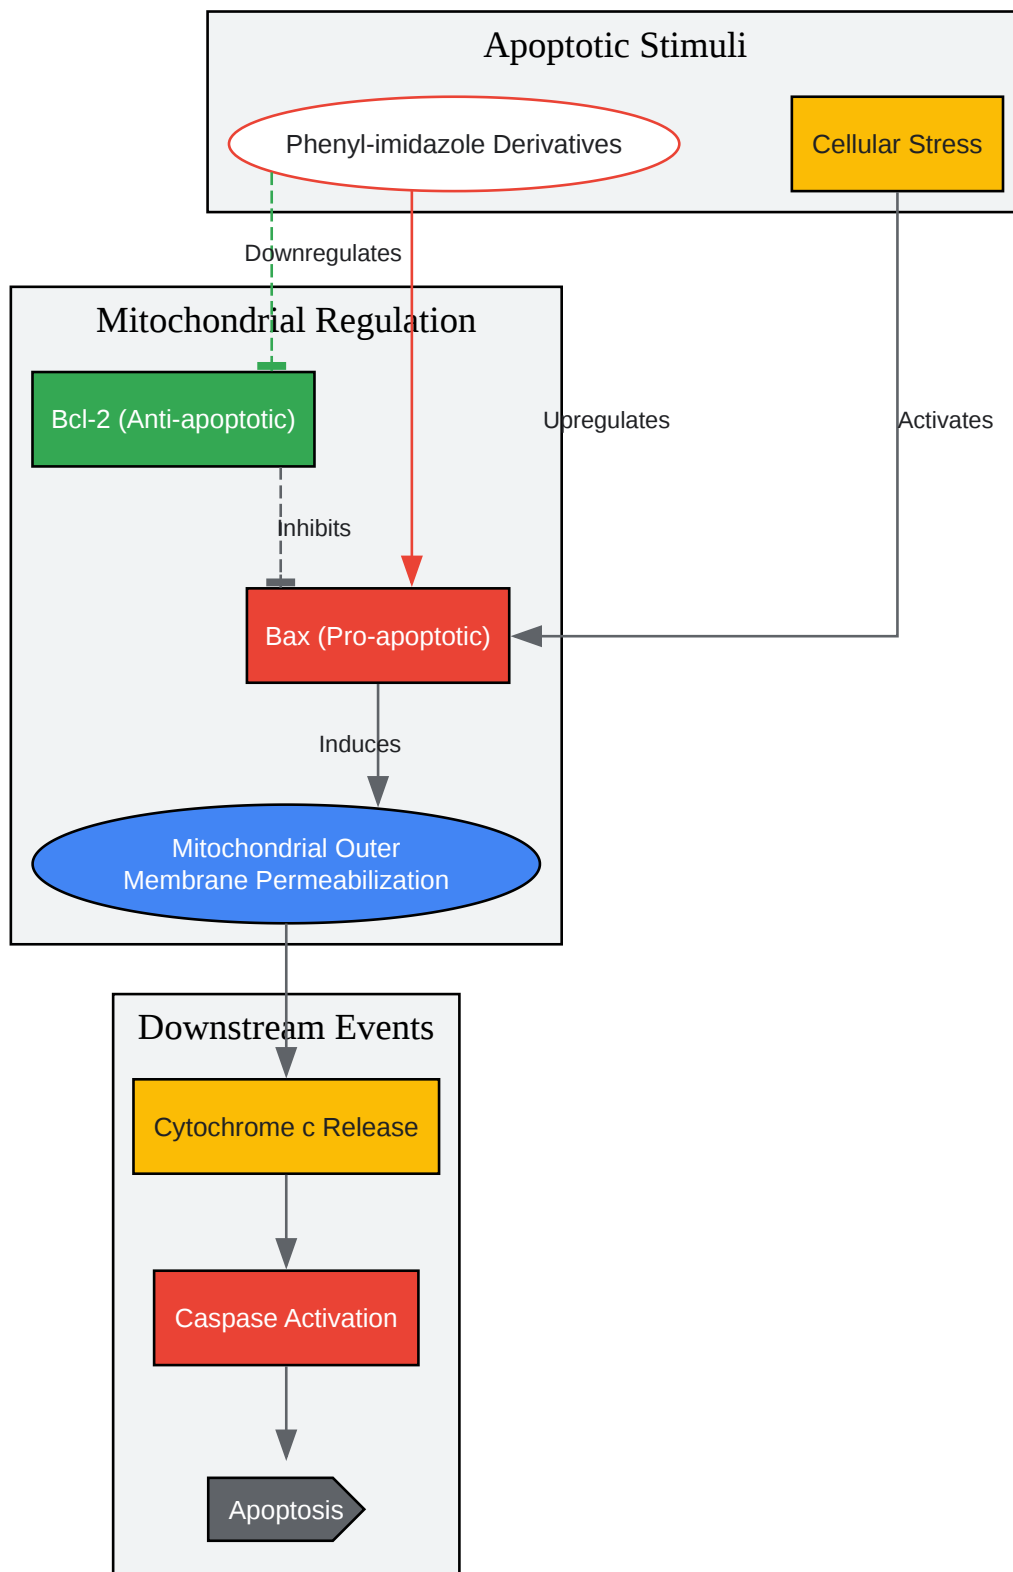 Apoptotic Stimuli
Phenyl-imidazole Derivatives
Cellular Stress
Downregulates
Mitochondrial Regulation
Bcl-2 (Anti-apoptotic)
Upregulates
Activates
Inhibits
Bax (Pro-apoptotic)
Induces
Mitochondrial Outer
Membrane Permeabilization
Downstream Events
Cytochrome c Release
Caspase Activation
Apoptosis